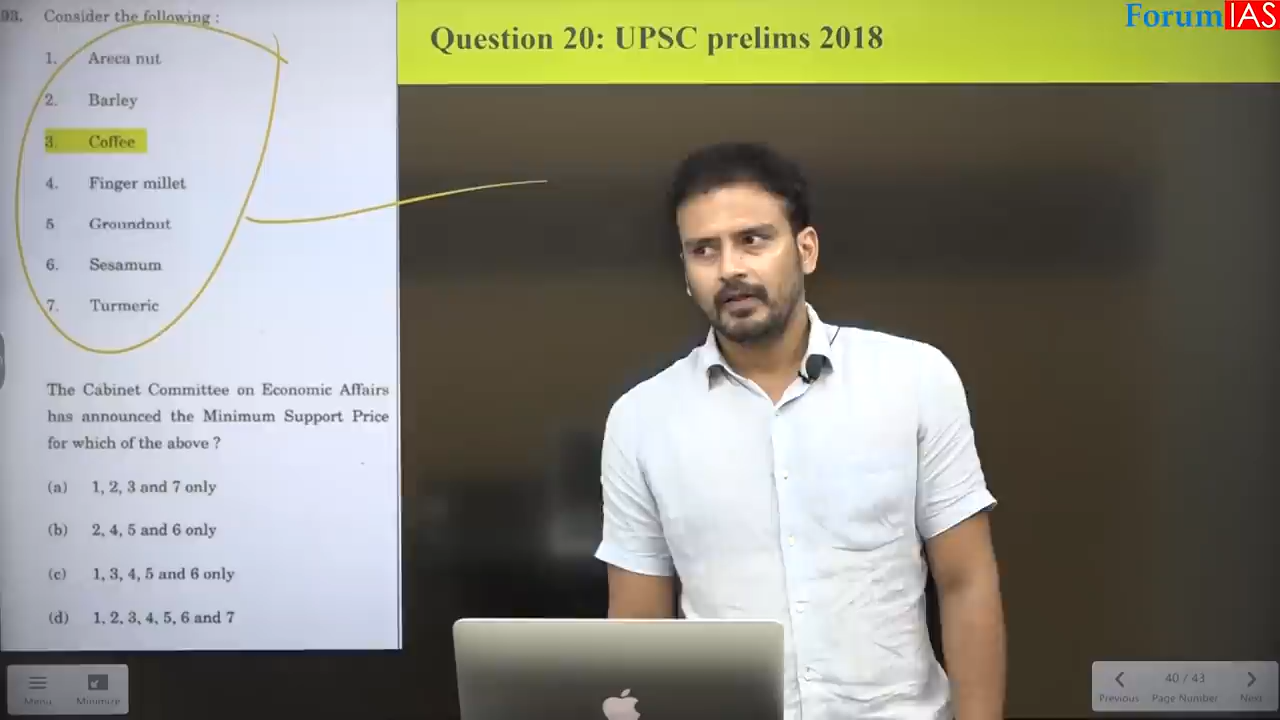 93. Consider the following :
1. Areca nut
2. Barley
3. Coffee
4. Finger millet
5 Groundnut
6. Sesamum
7. Turmeric
The Cabinet Committee on Economic Affairs
has announced the Minimum Support Price
for which of the above ?
(a) 1, 2, 3 and 7 only
(b) 2, 4, 5 and 6 only
(c) 1, 3, 4, 5 and 6 only
(d) 1, 2, 3, 4, 5, 6 and 7
Question 20: UPSC prelims 2018
ForumIAS
Menu
Minimize
40 / 43
Previous Page Number Next